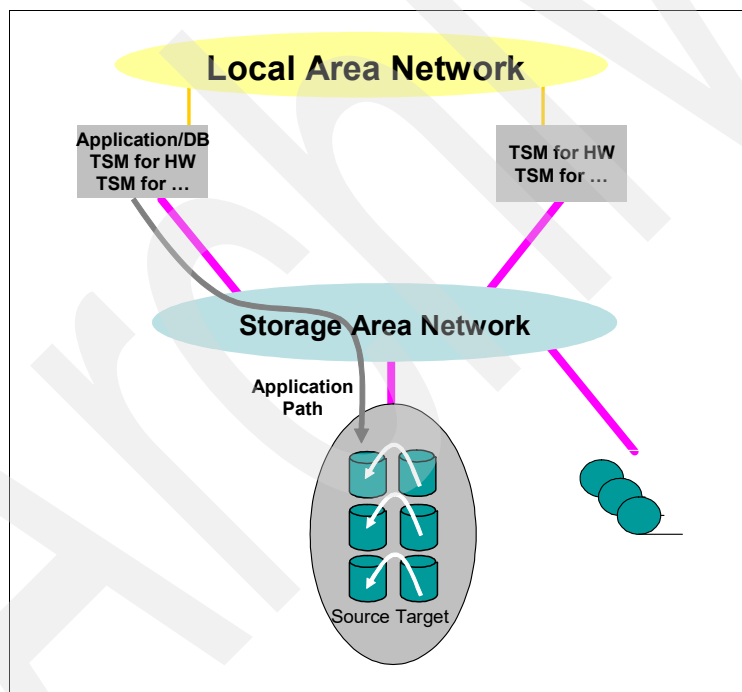 Local Area Network
Application/DB
TSM for HW
TSM for …
TSM for HW
TSM for …
Storage Area Network
Application
Path
Source Target